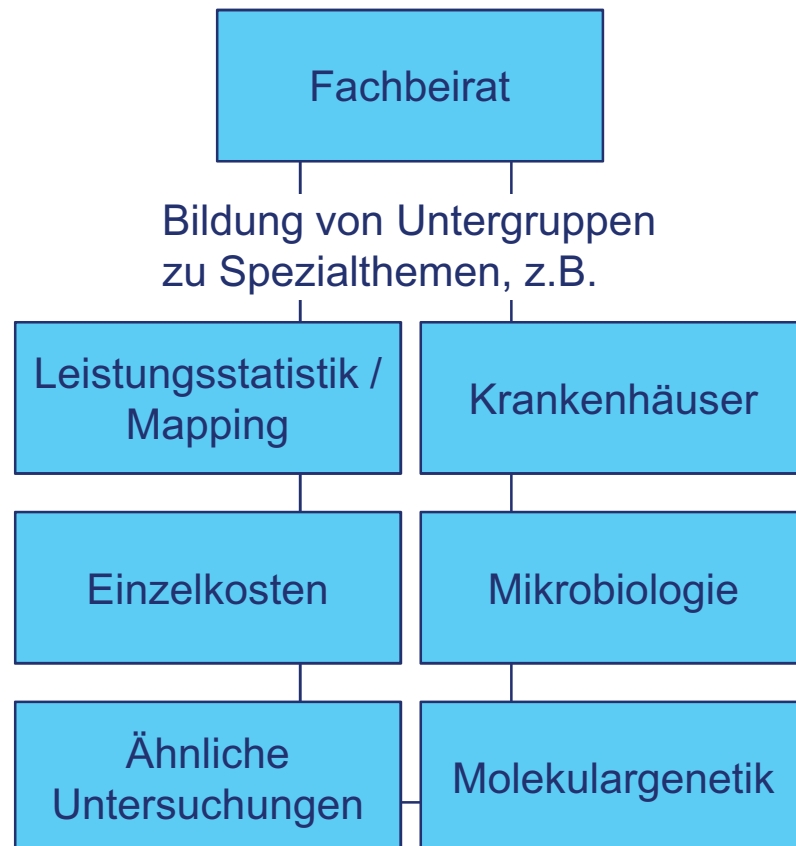 Fachbeirat
Bildung von Untergruppen
zu Spezialthemen, z.B.
Leistungsstatistik /
Mapping
Krankenhäuser
Einzelkosten
Mikrobiologie
Ähnliche
Untersuchungen
Molekulargenetik